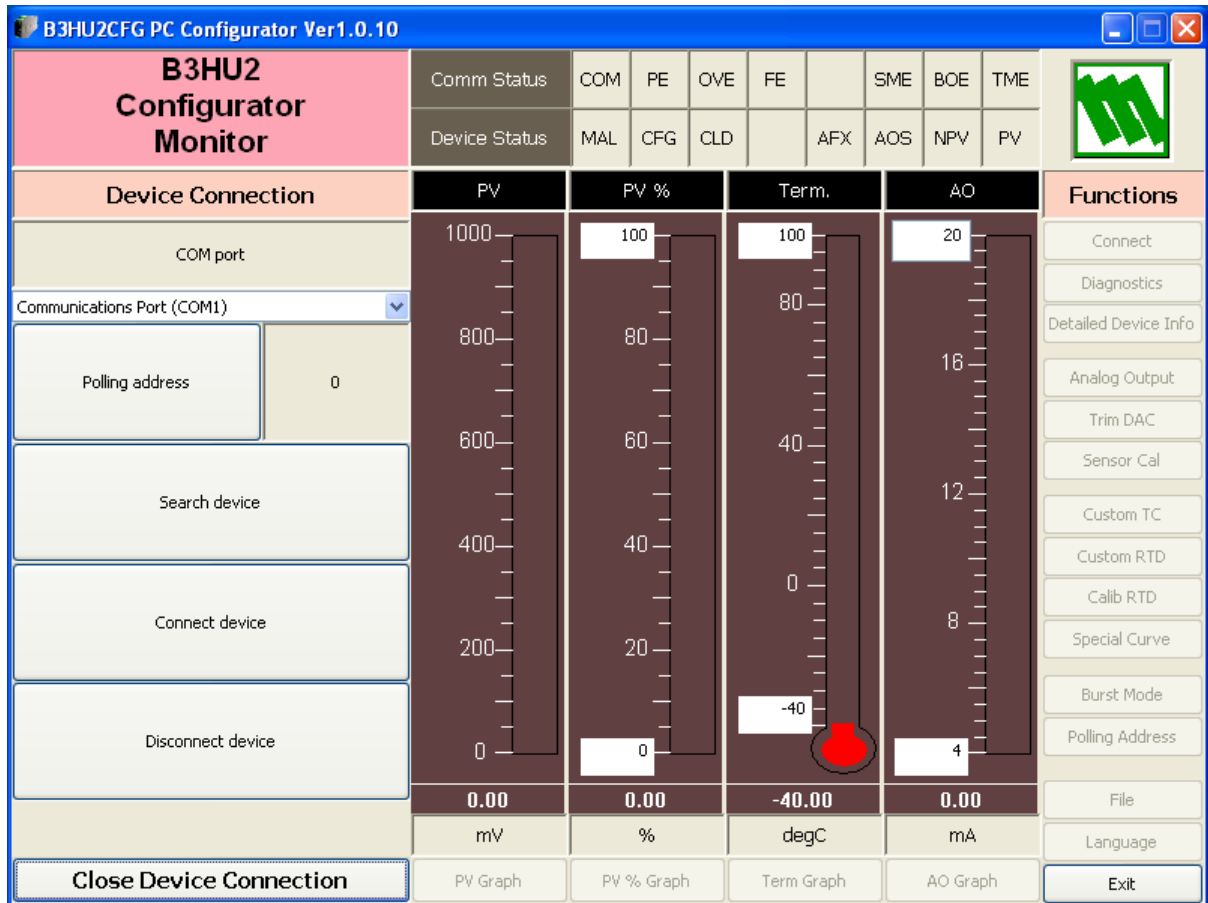 B3HU2CFG PC Configurator Ver1.0.10
B3HU2
Configurator
Monitor
Comm Status COM PE OVE FE SME BOE TME
Device Status MAL CFG CLD AFX AOS NPV PV
Device Connection
COM port
Communications Port (COM1)
Polling address 0
Search device
Connect device
Disconnect device
Close Device Connection
PV
1000
800
600
400
200
0
0.00
mV
PV Graph
PV %
100
80
60
40
20
0
0.00
%
PV % Graph
Term.
100
80
40
0
-40
-40.00
degC
Term Graph
AO
20
16
12
8
4
0.00
mA
AO Graph
Functions
Connect
Diagnostics
Detailed Device Info
Analog Output
Trim DAC
Sensor Cal
Custom TC
Custom RTD
Calib RTD
Special Curve
Burst Mode
Polling Address
File
Language
Exit